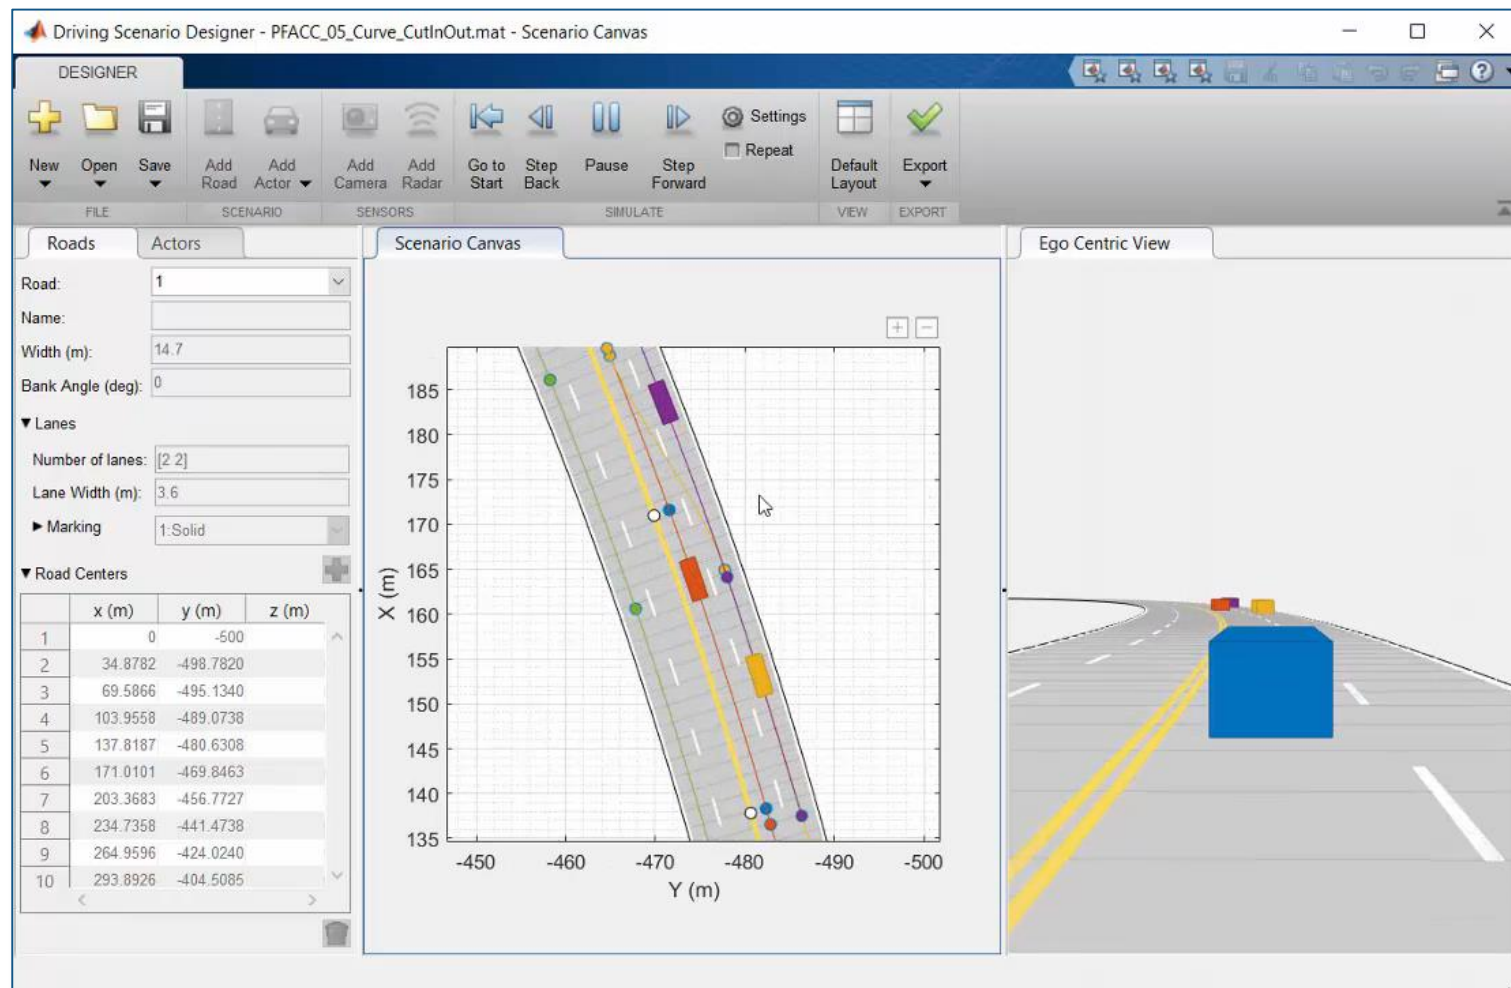 Driving Scenario Designer - PFACC_05_Curve_CutInOut.mat - Scenario Canvas
DESIGNER
New
Open
Save
Add Road
Add Actor
Add Camera
Add Radar
Go to Start
Step Back
Pause
Step Forward
Settings
Repeat
Default Layout
Export
FILE
SCENARIO
SENSORS
SIMULATE
VIEW
EXPORT
Roads
Actors
Road: 1
Name:
Width (m): 14.7
Bank Angle (deg): 0
Lanes
Number of lanes: [2 2]
Lane Width (m): 3.6
Marking 1:Solid
Road Centers
x (m) y (m) z (m)
1 0 -500
2 34.8782 -498.7820
3 69.5866 -495.1340
4 103.9558 -489.0738
5 137.8187 -480.6308
6 171.0101 -469.8463
7 203.3683 -456.7727
8 234.7358 -441.4738
9 264.9596 -424.0240
10 293.8926 -404.5085
Scenario Canvas
185
180
175
170
165
160
155
150
145
140
135
X (m)
-450 -460 -470 -480 -490 -500
Y (m)
Ego Centric View